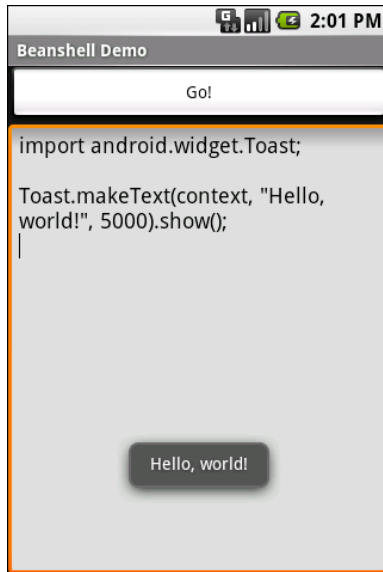 2:01 PM
Beanshell Demo
Go!
import android.widget.Toast;
Toast.makeText(context, "Hello,
world!", 5000).show();
Hello, world!